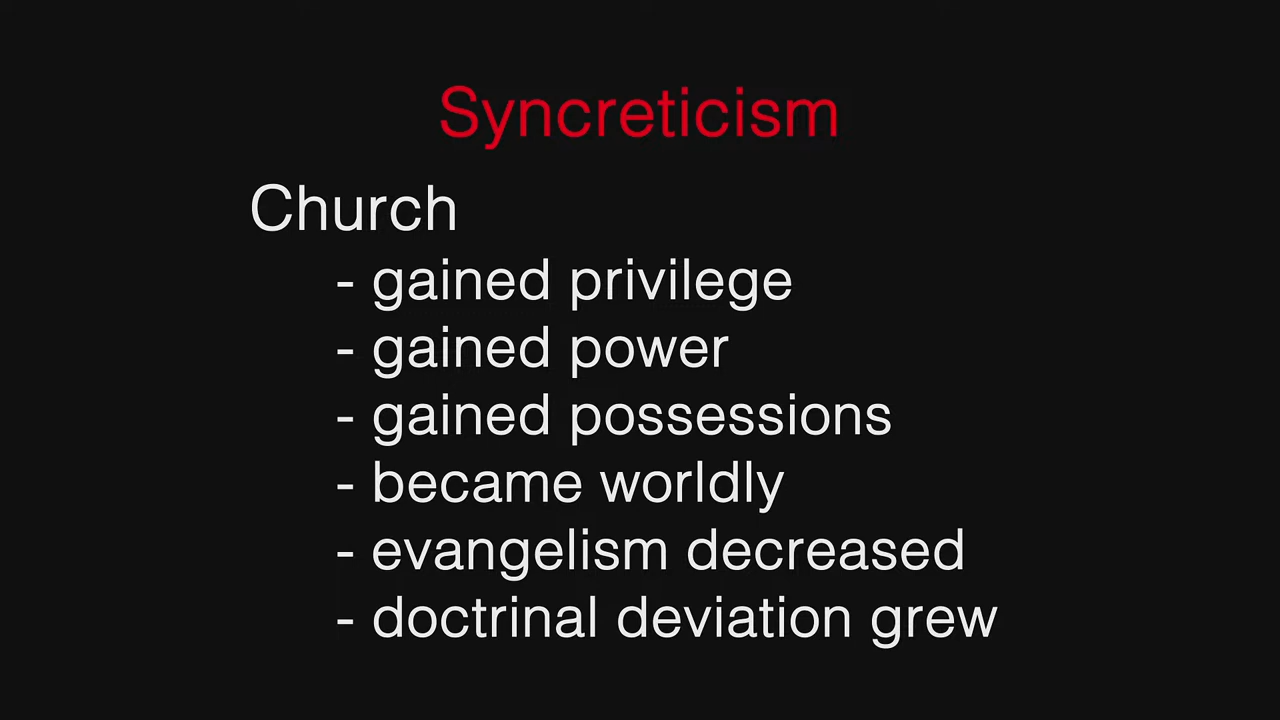 Syncreticism
Church
- gained privilege
- gained power
- gained possessions
- became worldly
- evangelism decreased
- doctrinal deviation grew